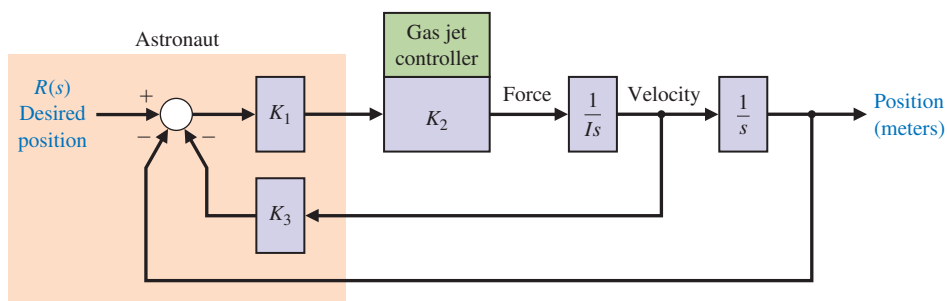 Astronaut
Gas jet
controller
R(s)
Desired
position
+
−
−
K1
K2
Force
1
Is
Velocity
1
s
Position
(meters)
K3